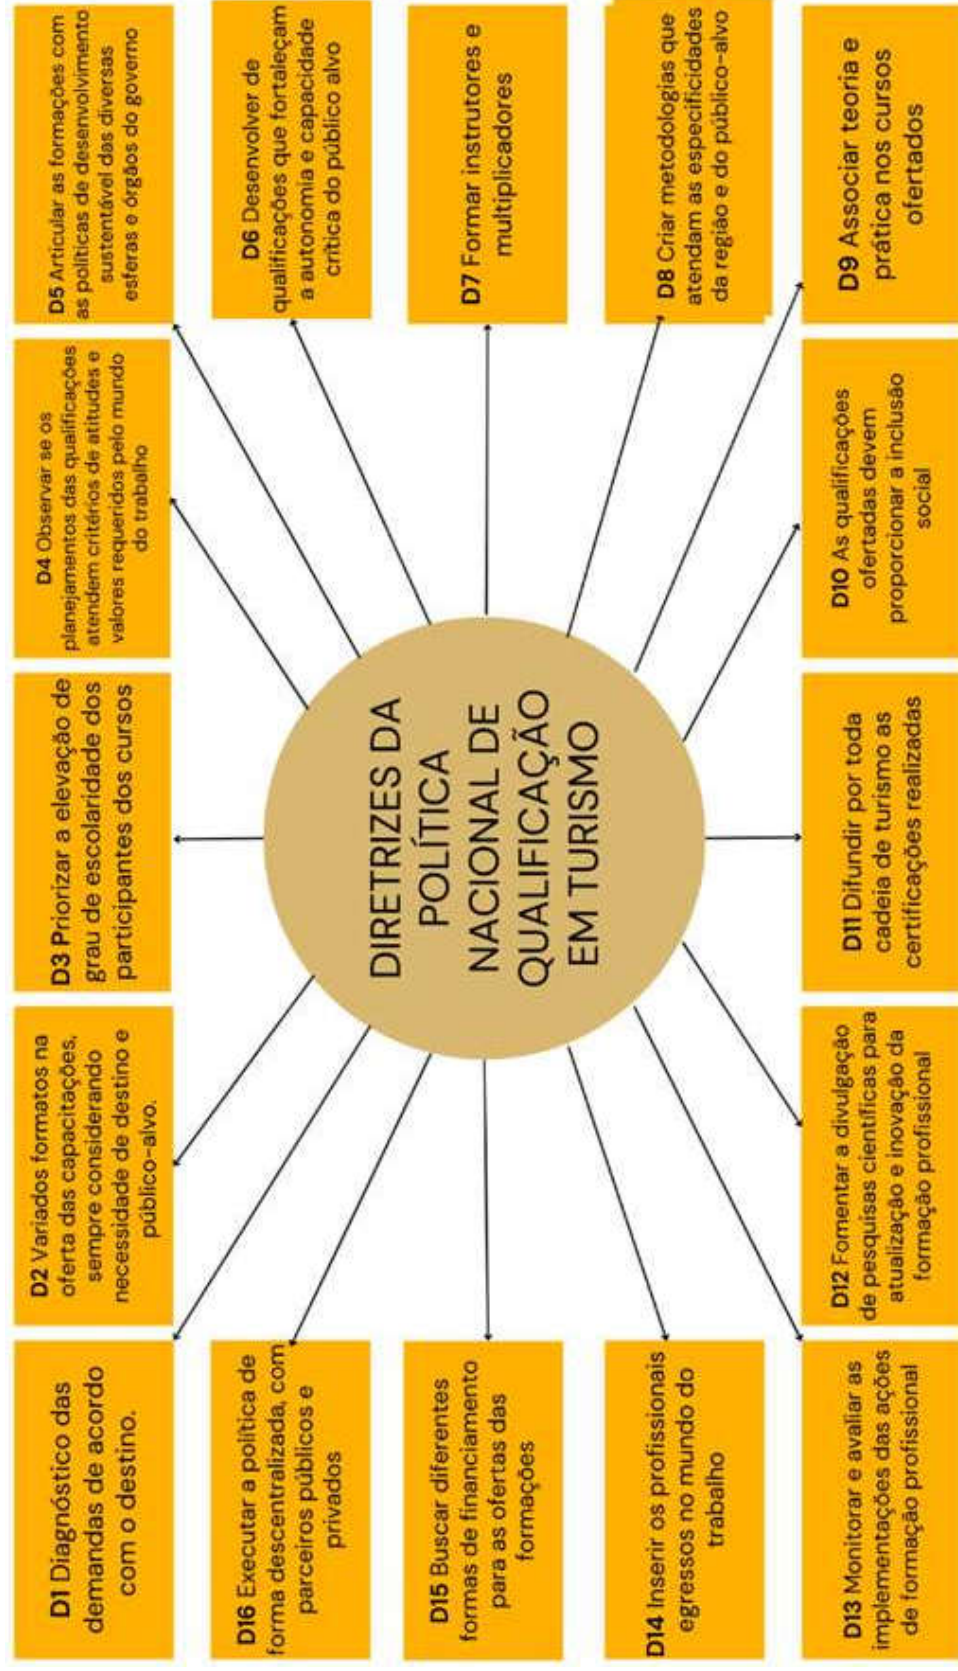 D1 Diagnóstico das
demandas de acordo
com o destino.
D2 Variados formatos na
oferta das capacitações,
sempre considerando
necessidade de destino e
público-alvo.
D3 Priorizar a elevação de
grau de escolaridade dos
participantes dos cursos
D4 Observar se os
planejamentos das qualificações
atendem critérios de atitudes e
valores requeridos pelo mundo
do trabalho
D5 Articular as formações com
as políticas de desenvolvimento
sustentável das diversas
esferas e órgãos do governo
D6 Desenvolver de
qualificações que fortaleçam
a autonomia e capacidade
crítica do público alvo
D7 Formar instrutores e
multiplicadores
D8 Criar metodologias que
atendam as especificidades
da região e do público-alvo
D9 Associar teoria e
prática nos cursos
ofertados
D10 As qualificações
ofertadas devem
proporcionar a inclusão
social
D11 Difundir por toda
cadeia de turismo as
certificações realizadas
D12 Fomentar a divulgação
de pesquisas científicas para
atualização e inovação da
formação profissional
D13 Monitorar e avaliar as
implementações das ações
de formação profissional
D14 Inserir os profissionais
egressos no mundo do
trabalho
D15 Buscar diferentes
formas de financiamento
para as ofertas das
formações
D16 Executar a política de
forma descentralizada, com
parceiros públicos e
privados
DIRETRIZES DA
POLÍTICA
NACIONAL DE
QUALIFICAÇÃO
EM TURISMO